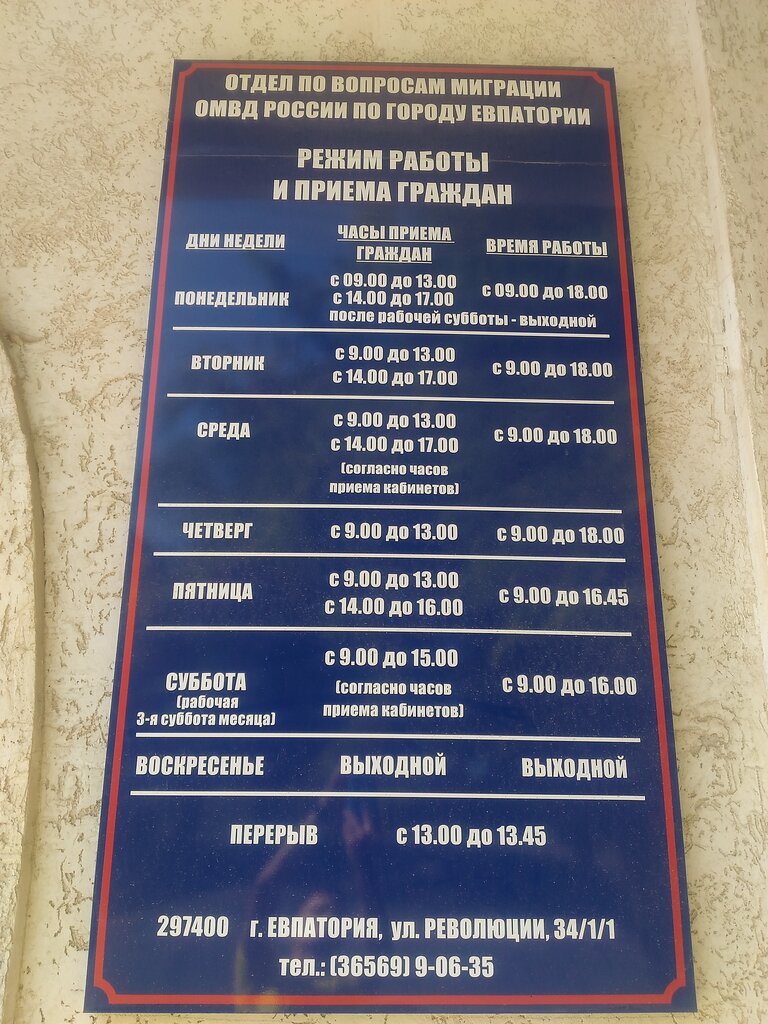 ОТДЕЛ ПО ВОПРОСАМ МИГРАЦИИ
ОМВД РОССИИ ПО ГОРОДУ ЕВПАТОРИИ
РЕЖИМ РАБОТЫ
И ПРИЕМА ГРАЖДАН
ДНИ НЕДЕЛИ
ЧАСЫ ПРИЕМА
ГРАЖДАН
ВРЕМЯ РАБОТЫ
ПОНЕДЕЛЬНИК
с 09.00 до 13.00
с 14.00 до 17.00
с 09.00 до 18.00
после рабочей субботы - выходной
ВТОРНИК
с 9.00 до 13.00
с 14.00 до 17.00
с 9.00 до 18.00
СРЕДА
с 9.00 до 13.00
с 14.00 до 17.00
(согласно часов
приема кабинетов)
с 9.00 до 18.00
ЧЕТВЕРГ
с 9.00 до 13.00
с 9.00 до 18.00
ПЯТНИЦА
с 9.00 до 13.00
с 14.00 до 16.00
с 9.00 до 16.45
СУББОТА
(рабочая
3-я суббота месяца)
с 9.00 до 15.00
(согласно часов
приема кабинетов)
с 9.00 до 16.00
ВОСКРЕСЕНЬЕ
ВЫХОДНОЙ
ВЫХОДНОЙ
ПЕРЕРЫВ с 13.00 до 13.45
297400 г. ЕВПАТОРИЯ, ул. РЕВОЛЮЦИИ, 34/1/1
тел.: (36569) 9-06-35